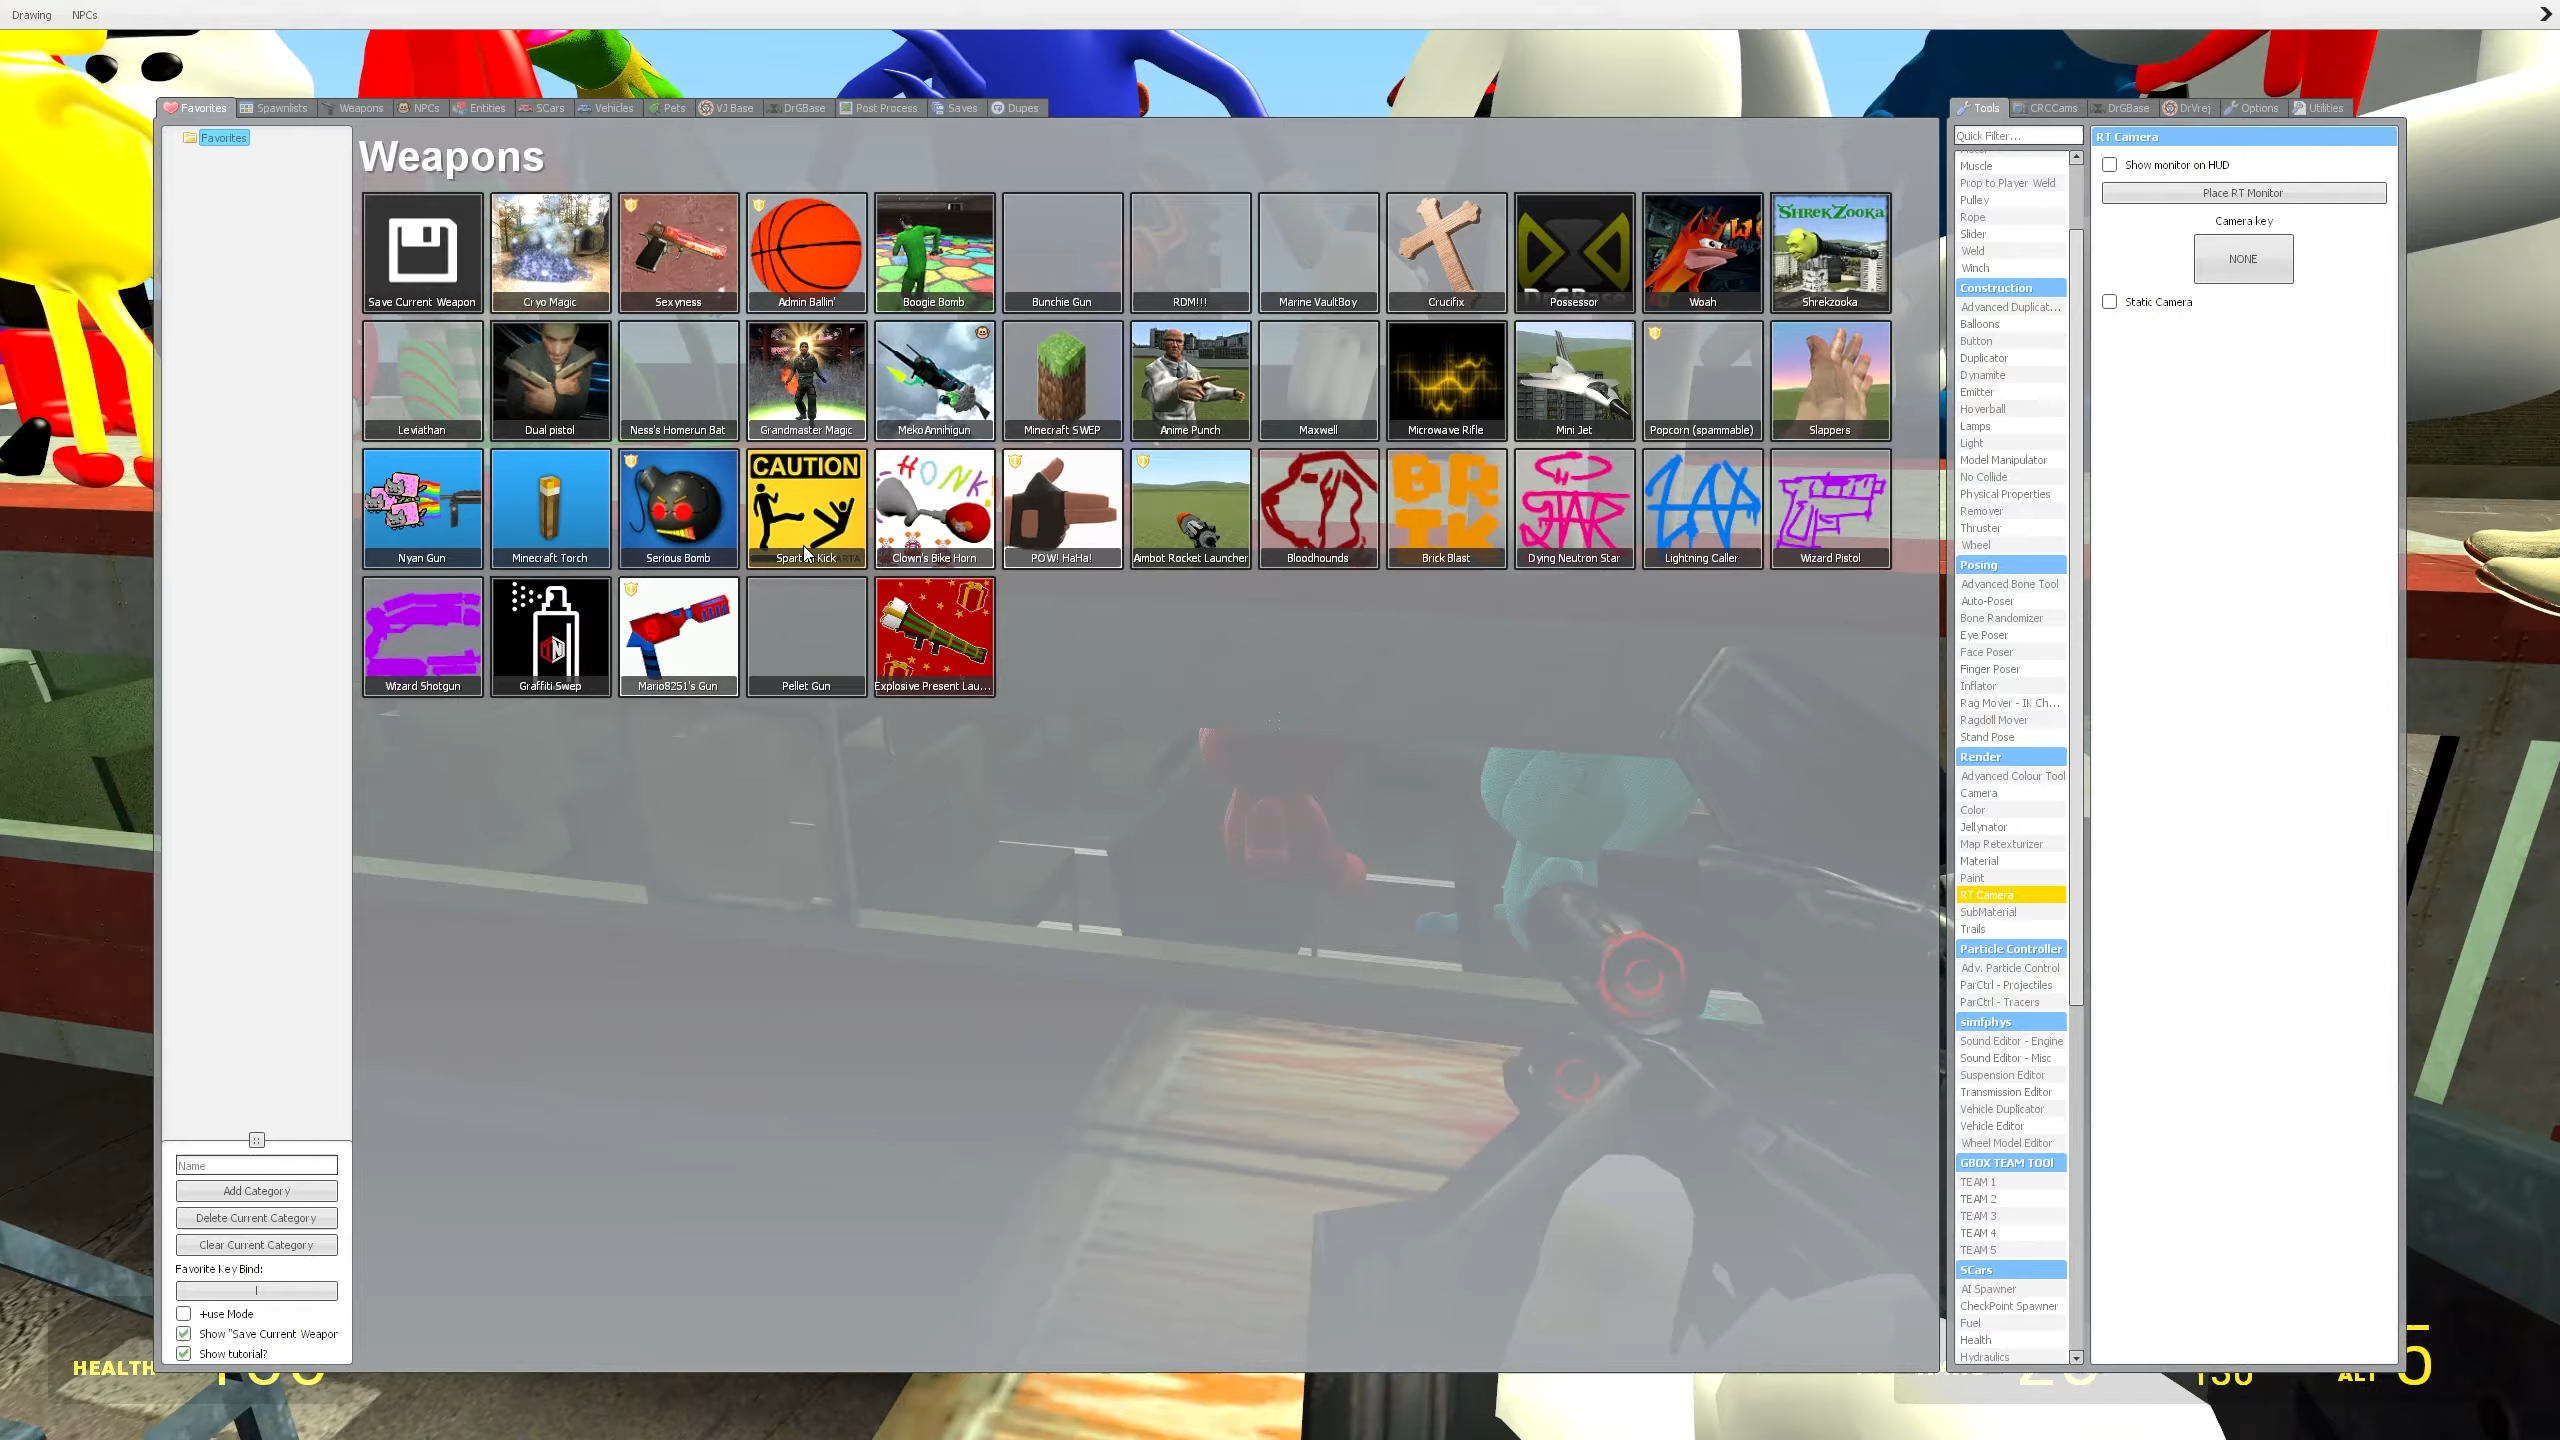 Drawing NPCs
Favorites Spawnlists Weapons NPCs Entities SCars Vehicles Pets VJ Base DrGBase Post Process Saves Dupes
Favorites
Weapons
Save Current Weapon Cryo Magic Sexyness Admin Ballin' Boogie Bomb Bunchie Gun RDM!!! Marine VaultBoy Crucifix Possessor Woah Shrekzooka
SHREKZOOKA
Leviathan Dual pistol Ness's Homerun Bat Grandmaster Magic MekoAnnihigun Minecraft SWEP Anime Punch Maxwell Microwave Rifle Mini Jet Popcorn (spammable) Slappers
CAUTION
HONK
BRIK
STAR
Nyan Gun Minecraft Torch Serious Bomb Spartan Kick Clown's Bike Horn POW! HaHa! Aimbot Rocket Launcher Bloodhounds Brick Blast Dying Neutron Star Lightning Caller Wizard Pistol
Wizard Shotgun Graffiti Swep Mario8251's Gun Pellet Gun Explosive Present Lau...
Name
Add Category
Delete Current Category
Clear Current Category
Favorite Key Bind:
I
+use Mode
Show "Save Current Weapor
Show tutorial?
HEALTH
ALT 5
Tools CRCCams DrGBase DrVrej Options Utilities
Quick Filter...
Muscle
Prop to Player Weld
Pulley
Rope
Slider
Weld
Winch
Construction
Advanced Duplicat...
Balloons
Button
Duplicator
Dynamite
Emitter
Hoverball
Lamps
Light
Model Manipulator
No Collide
Physical Properties
Remover
Thruster
Wheel
Posing
Advanced Bone Tool
Auto-Poser
Bone Randomizer
Eye Poser
Face Poser
Finger Poser
Inflator
Rag Mover - IK Ch...
Ragdoll Mover
Stand Pose
Render
Advanced Colour Tool
Camera
Color
Jellynator
Map Retexturizer
Material
Paint
RT Camera
SubMaterial
Trails
Particle Controller
Adv. Particle Control
ParCtrl - Projectiles
ParCtrl - Tracers
simfphys
Sound Editor - Engine
Sound Editor - Misc
Suspension Editor
Transmission Editor
Vehicle Duplicator
Vehicle Editor
Wheel Model Editor
GBOX TEAM TOOl
TEAM 1
TEAM 2
TEAM 3
TEAM 4
TEAM 5
SCars
AI Spawner
CheckPoint Spawner
Fuel
Health
Hydraulics
RT Camera
Show monitor on HUD
Place RT Monitor
Camera key
NONE
Static Camera